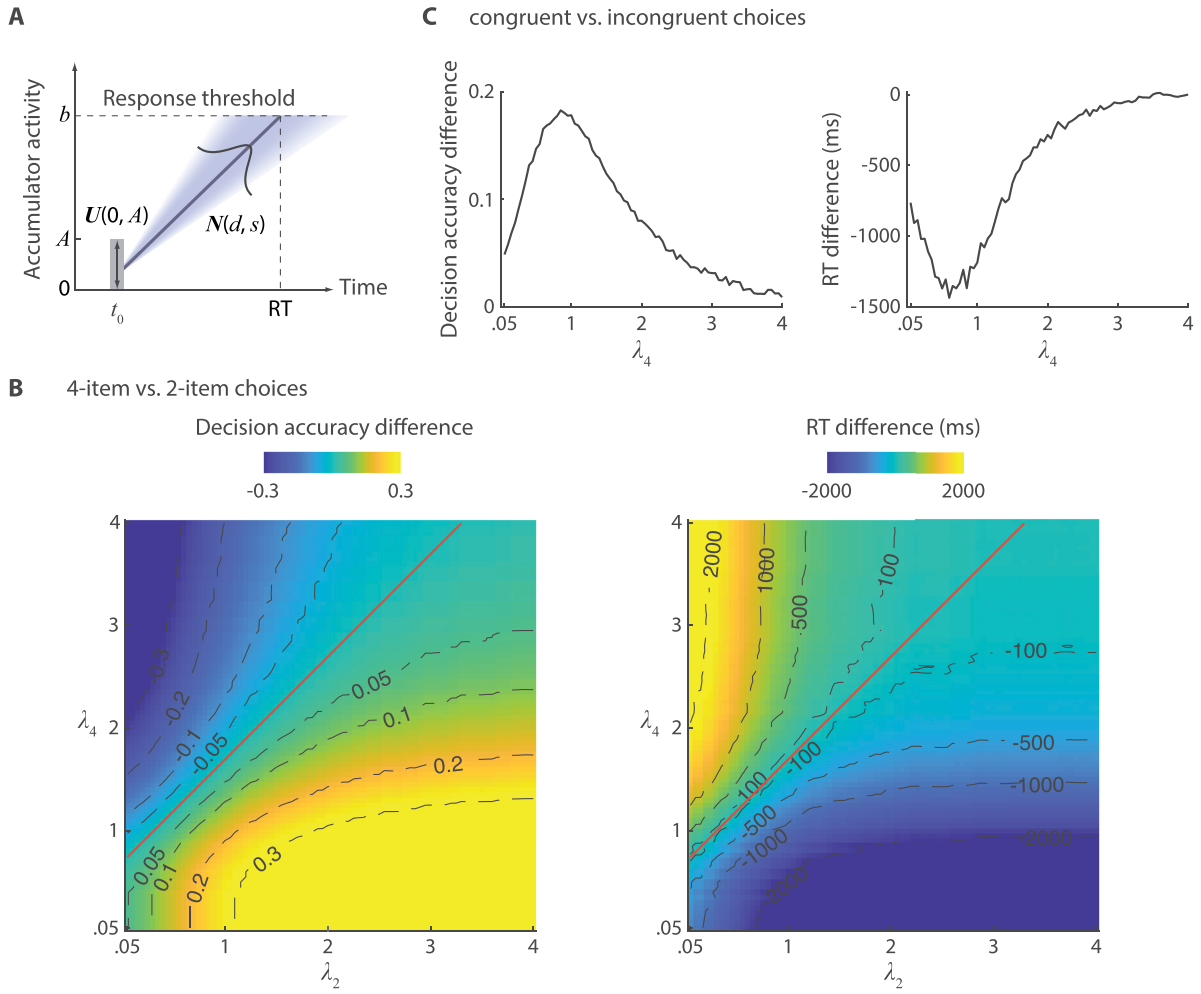 A
Accumulator activity
Response threshold
b
U(0, A)
N(d, s)
A
0
t0
RT
Time
C congruent vs. incongruent choices
Decision accuracy difference
0.2
0.1
0
.05 1 2 3 4
λ4
RT difference (ms)
0
-500
-1000
-1500
.05 1 2 3 4
λ4
B 4-item vs. 2-item choices
Decision accuracy difference
-0.3 0.3
4
3
2
1
.05
λ4
-0.3
-0.2
-0.1
-0.05
0.05
0.1
0.2
0.3
0.05
0.1
0.2
0.3
.05 1 2 3 4
λ2
RT difference (ms)
-2000 2000
4
3
2
1
.05
λ4
2000
1000
500
100
-100
-500
-1000
-2000
100
-100
-500
-1000
-2000
.05 1 2 3 4
λ2